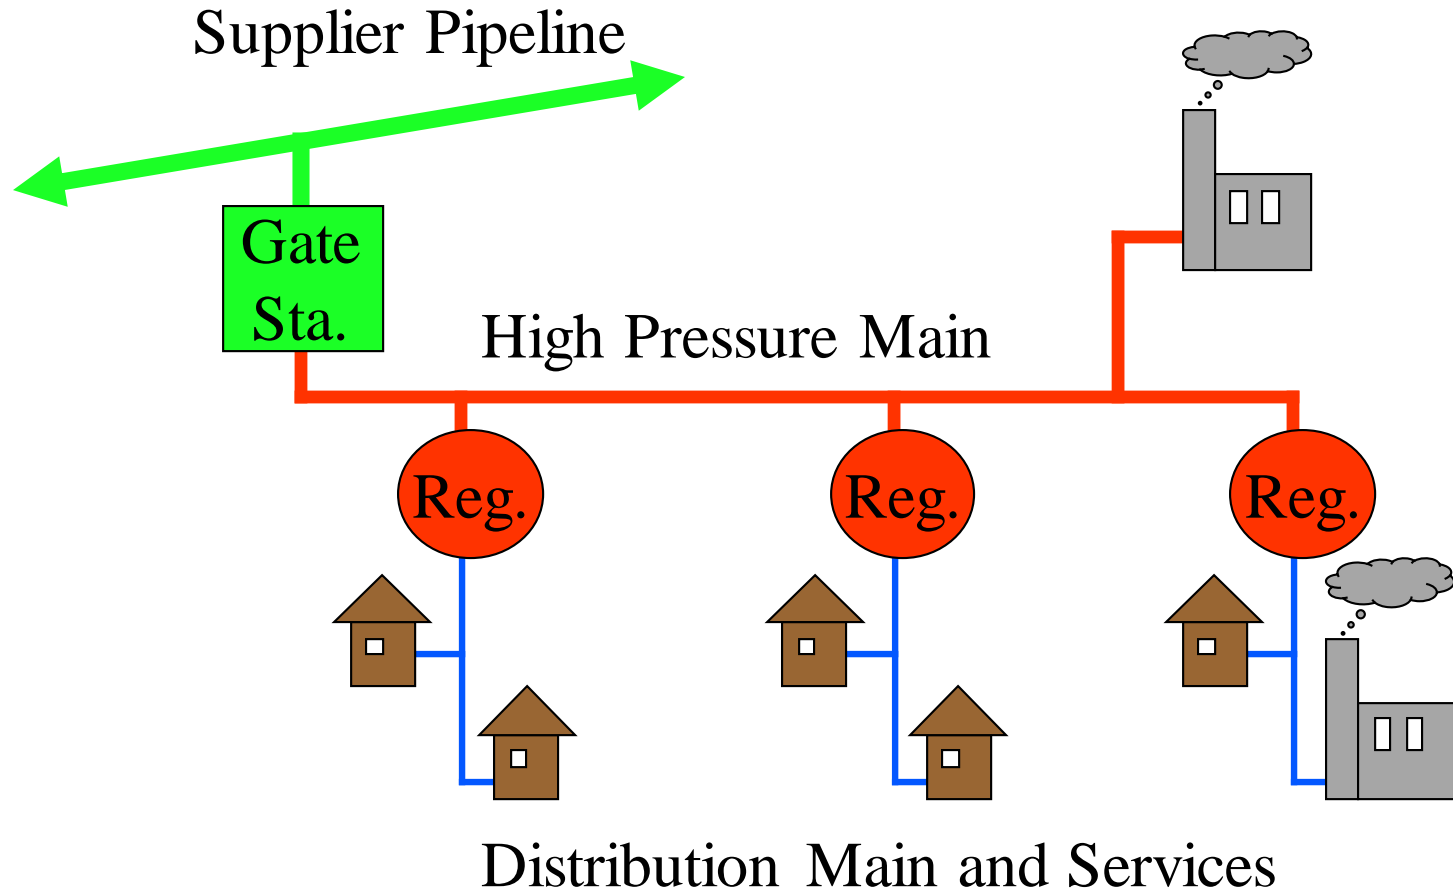 Supplier Pipeline
Gate
Sta.
High Pressure Main
Reg.
Reg.
Reg.
Distribution Main and Services